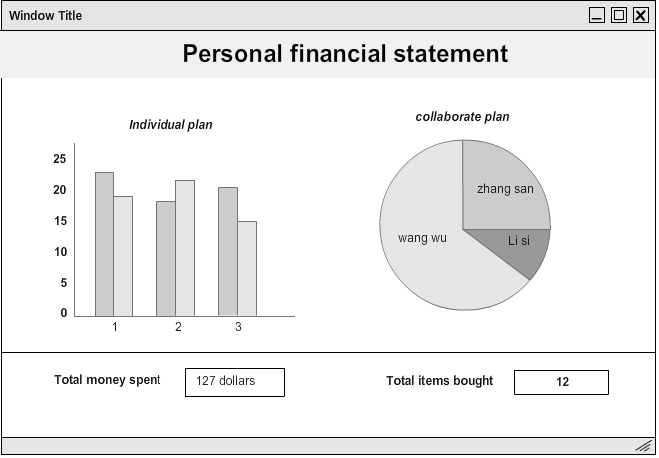 Window Title
Personal financial statement
Individual plan
collaborate plan
25
20
15
10
5
0
1 2 3
zhang san
wang wu
Li si
Total money spent 127 dollars
Total items bought 12